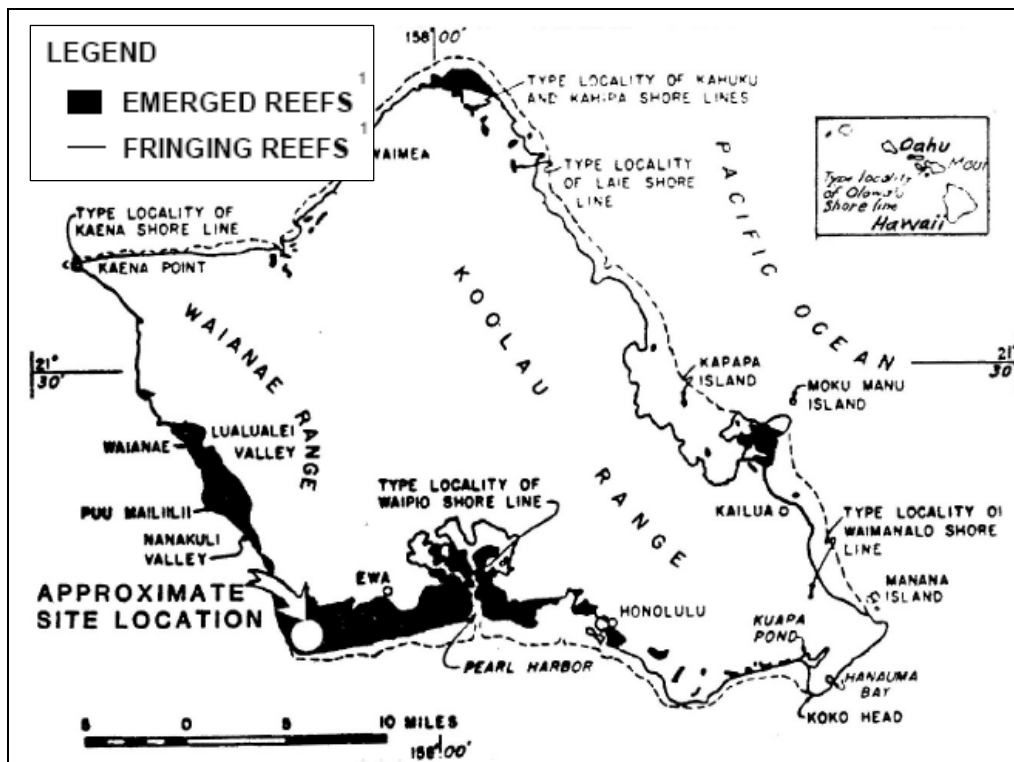 LEGEND
EMERGED REEFS 1
FRINGING REEFS 1
158° 00'
TYPE LOCALITY OF KAHUKU
AND KAHIPA SHORE LINES
WAIMEA
TYPE LOCALITY
OF LAIE SHORE
LINE
PACIFIC OCEAN
Oahu
Maui
Type locality
of Olowalu
Shore line
Hawaii
TYPE LOCALITY OF
KAENA SHORE LINE
KAENA POINT
WAIANAE RANGE
KOOLAU RANGE
21°
30'
21°
30'
KAPAPA
ISLAND
MOKU MANU
ISLAND
WAIANAE
LUALUALEI
VALLEY
PUU MAILIILII
NANAKULI
VALLEY
TYPE LOCALITY OF
WAIPIO SHORE LINE
KAILUA
TYPE LOCALITY OF
WAIMANALO SHORE
LINE
MANANA
ISLAND
APPROXIMATE
SITE LOCATION
EWA
HONOLULU
KUAPA
POND
PEARL HARBOR
HANAUMA
BAY
KOKO HEAD
5 0 5 10 MILES
158° 00'